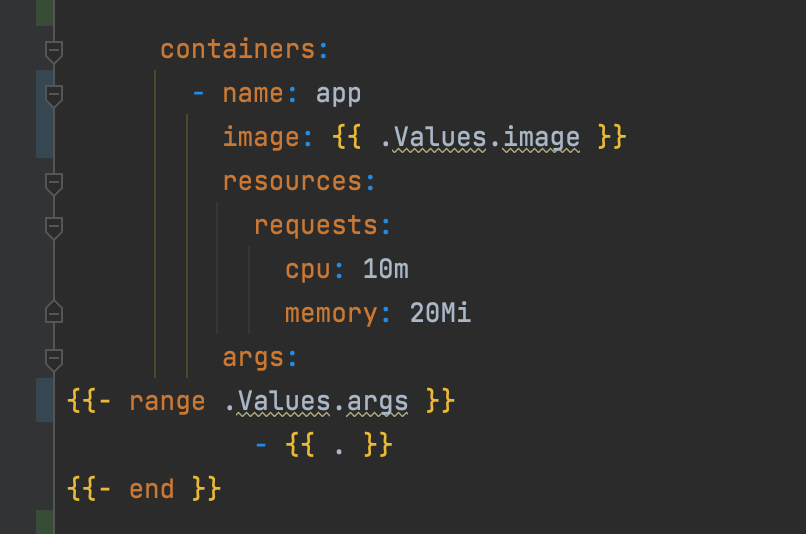 containers:
- name: app
image: {{ .Values.image }}
resources:
requests:
cpu: 10m
memory: 20Mi
args:
{{- range .Values.args }}
- {{ . }}
{{- end }}